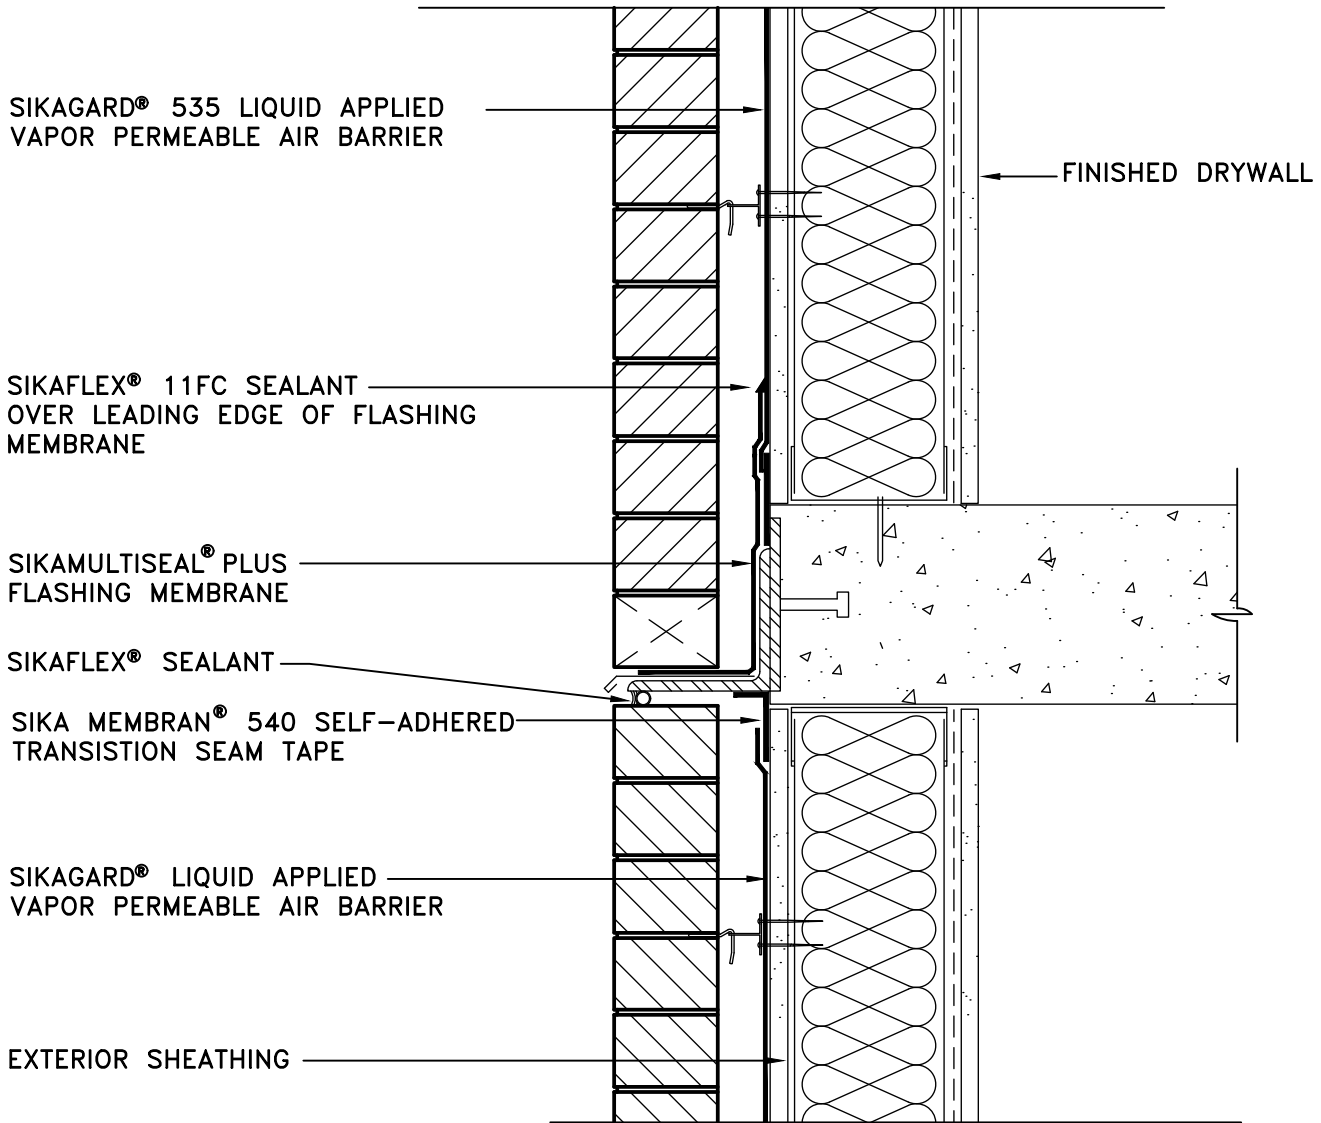 SIKAGARD® 535 LIQUID APPLIED
VAPOR PERMEABLE AIR BARRIER
FINISHED DRYWALL
SIKAFLEX® 11FC SEALANT
OVER LEADING EDGE OF FLASHING
MEMBRANE
SIKAMULTISEAL® PLUS
FLASHING MEMBRANE
SIKAFLEX® SEALANT
SIKA MEMBRAN® 540 SELF-ADHERED
TRANSISTION SEAM TAPE
SIKAGARD® LIQUID APPLIED
VAPOR PERMEABLE AIR BARRIER
EXTERIOR SHEATHING